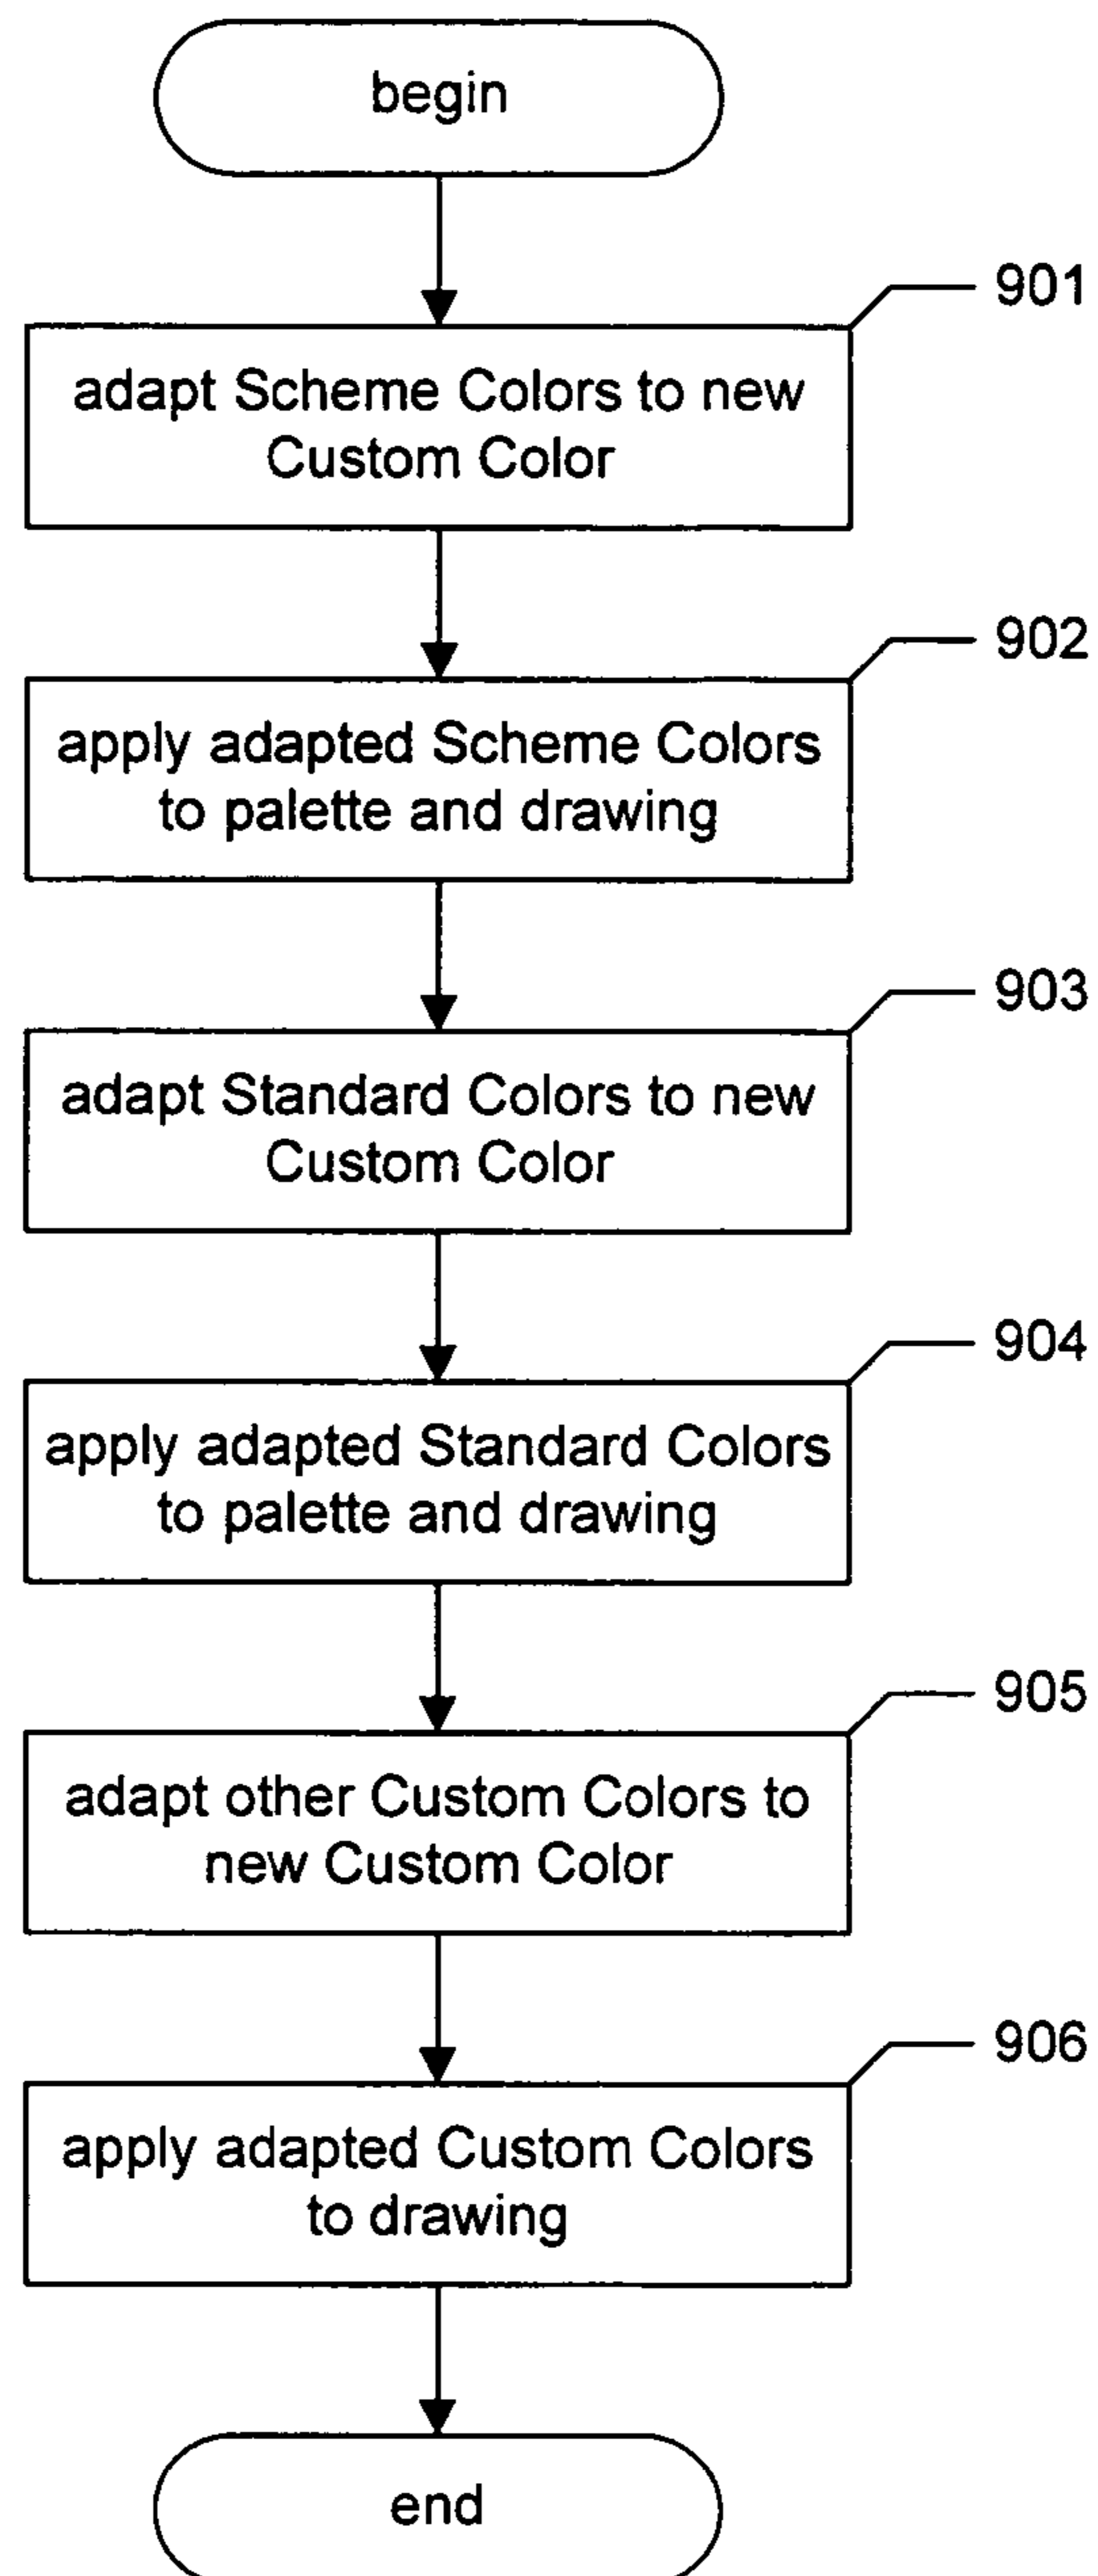 begin
901
adapt Scheme Colors to new
Custom Color
902
apply adapted Scheme Colors
to palette and drawing
903
adapt Standard Colors to new
Custom Color
904
apply adapted Standard Colors
to palette and drawing
905
adapt other Custom Colors to
new Custom Color
906
apply adapted Custom Colors
to drawing
end